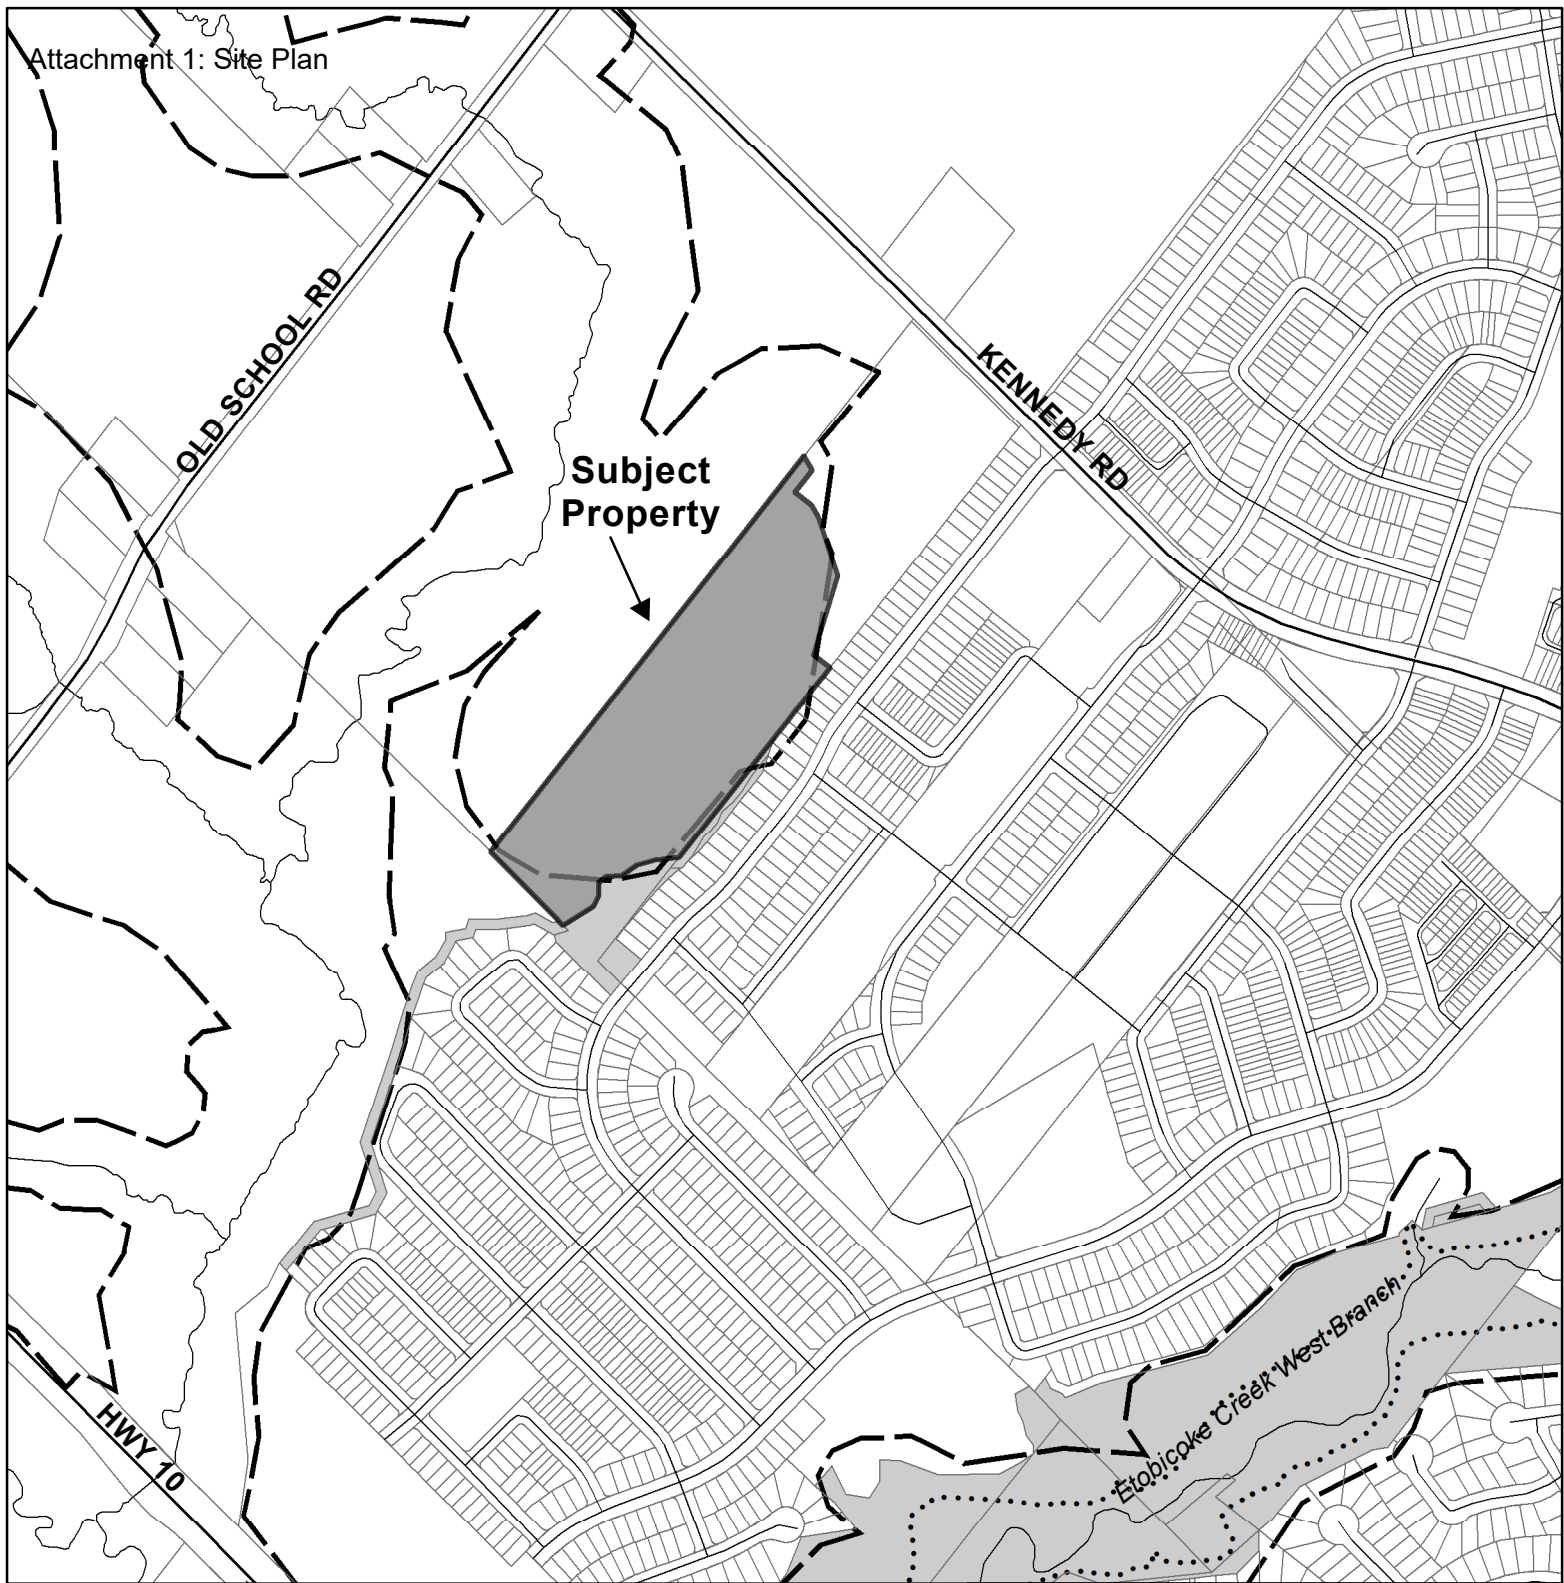 Attachment 1: Site Plan
OLD SCHOOL RD
KENNEDY RD
Subject
Property
Etobicoke Creek West Branch
HWY 10